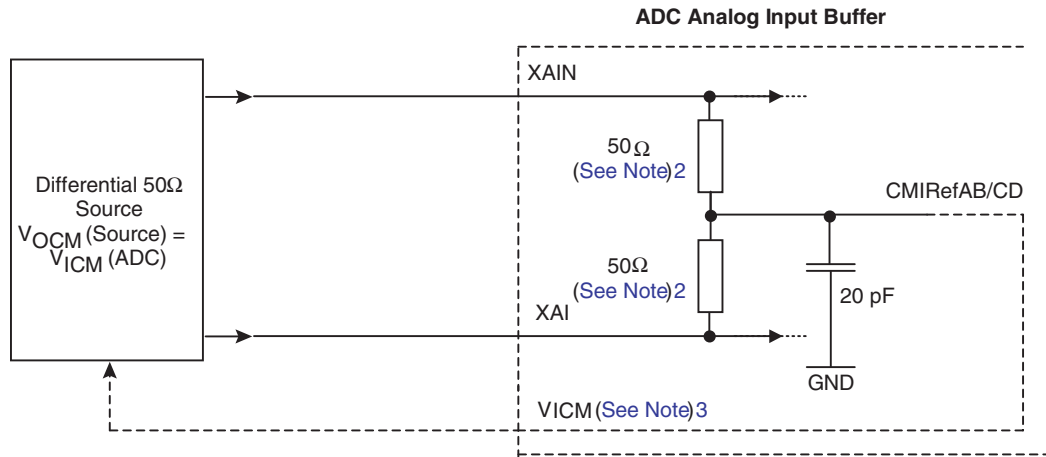 ADC Analog Input Buffer
XAIN
50Ω
(See Note)2
CMIRefAB/CD
Differential 50Ω
Source
VOCM (Source) =
VICM (ADC)
50Ω
(See Note)2
20 pF
XAI
GND
VICM (See Note)3